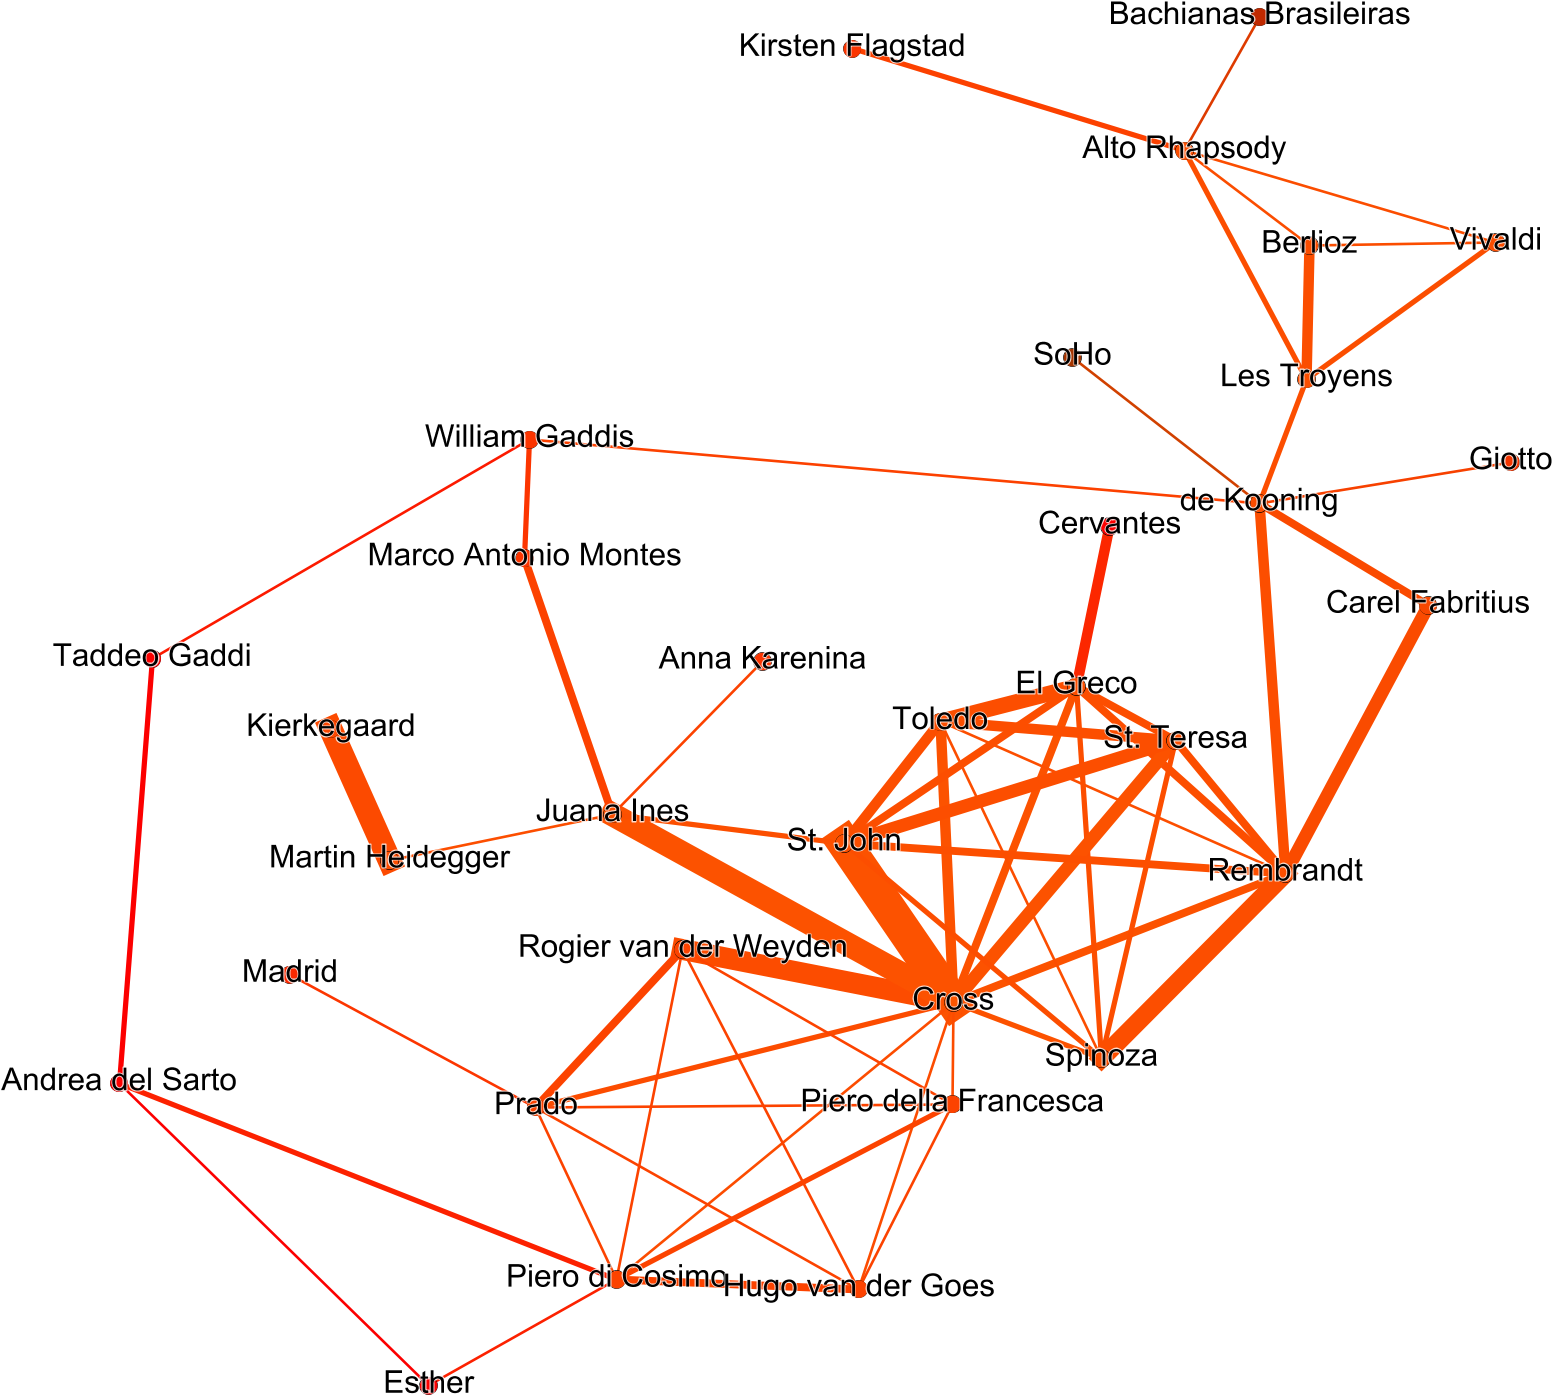 Bachianas Brasileiras
Kirsten Flagstad
Alto Rhapsody
Berlioz
Vivaldi
SoHo
Les Troyens
William Gaddis
Giotto
de Kooning
Cervantes
Marco Antonio Montes
Carel Fabritius
Taddeo Gaddi
Anna Karenina
El Greco
Toledo
Kierkegaard
St. Teresa
Juana Ines
St. John
Martin Heidegger
Rembrandt
Rogier van der Weyden
Madrid
Cross
Spinoza
Andrea del Sarto
Prado
Piero della Francesca
Piero di Cosimo
Hugo van der Goes
Esther